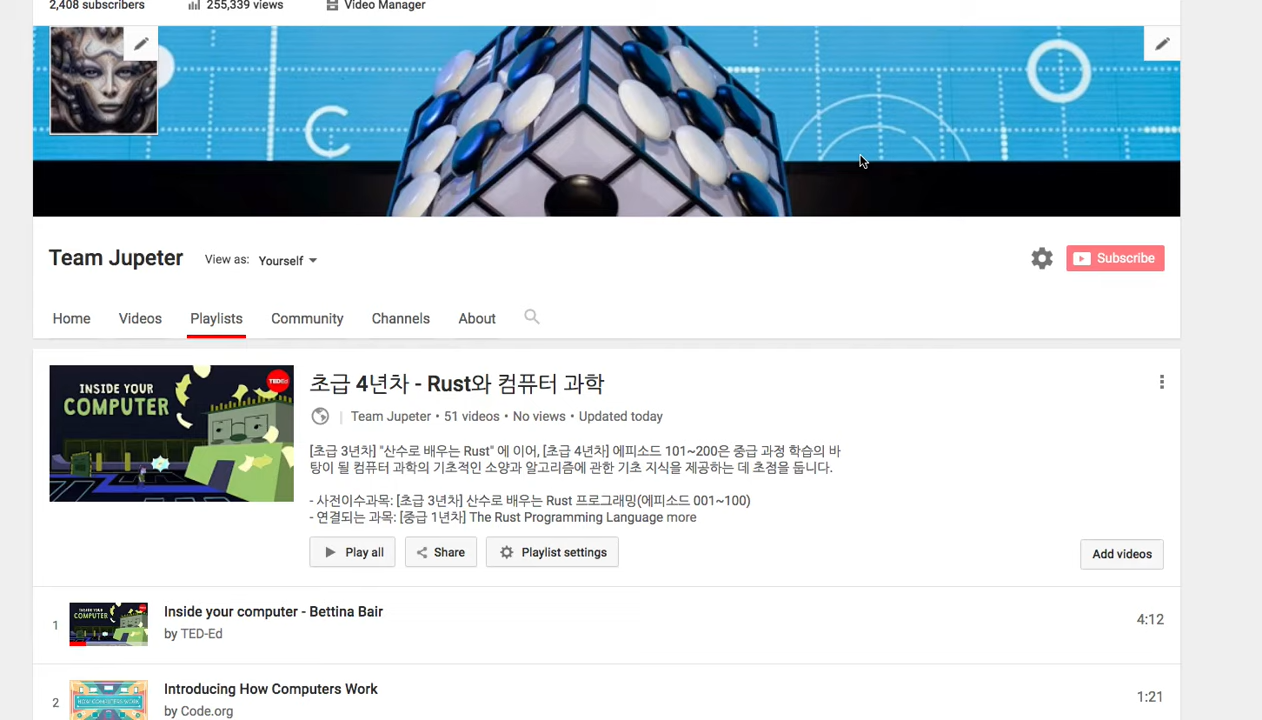 2,408 subscribers 255,339 views Video Manager
Team Jupeter View as: Yourself
Subscribe
Home Videos Playlists Community Channels About
INSIDE YOUR
COMPUTER
TEDEd
초급 4년차 - Rust와 컴퓨터 과학
Team Jupeter • 51 videos • No views • Updated today
[초급 3년차] "산수로 배우는 Rust" 에 이어, [초급 4년차] 에피소드 101~200은 중급 과정 학습의 바
탕이 될 컴퓨터 과학의 기초적인 소양과 알고리즘에 관한 기초 지식을 제공하는 데 초점을 둡니다.
- 사전이수과목: [초급 3년차] 산수로 배우는 Rust 프로그래밍(에피소드 001~100)
- 연결되는 과목: [중급 1년차] The Rust Programming Language more
Play all Share Playlist settings Add videos
1 Inside your computer - Bettina Bair 4:12
by TED-Ed
2 Introducing How Computers Work 1:21
by Code.org